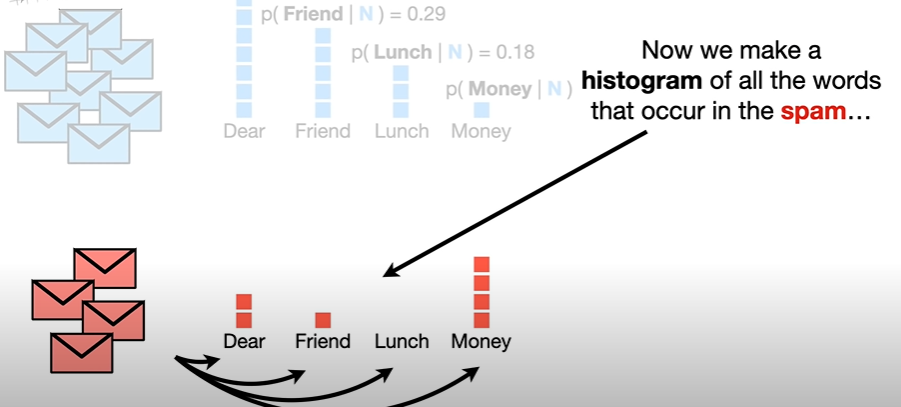 p( Friend | N ) = 0.29
p( Lunch | N ) = 0.18
p( Money | N )
Dear Friend Lunch Money
Now we make a
histogram of all the words
that occur in the spam…
Dear Friend Lunch Money